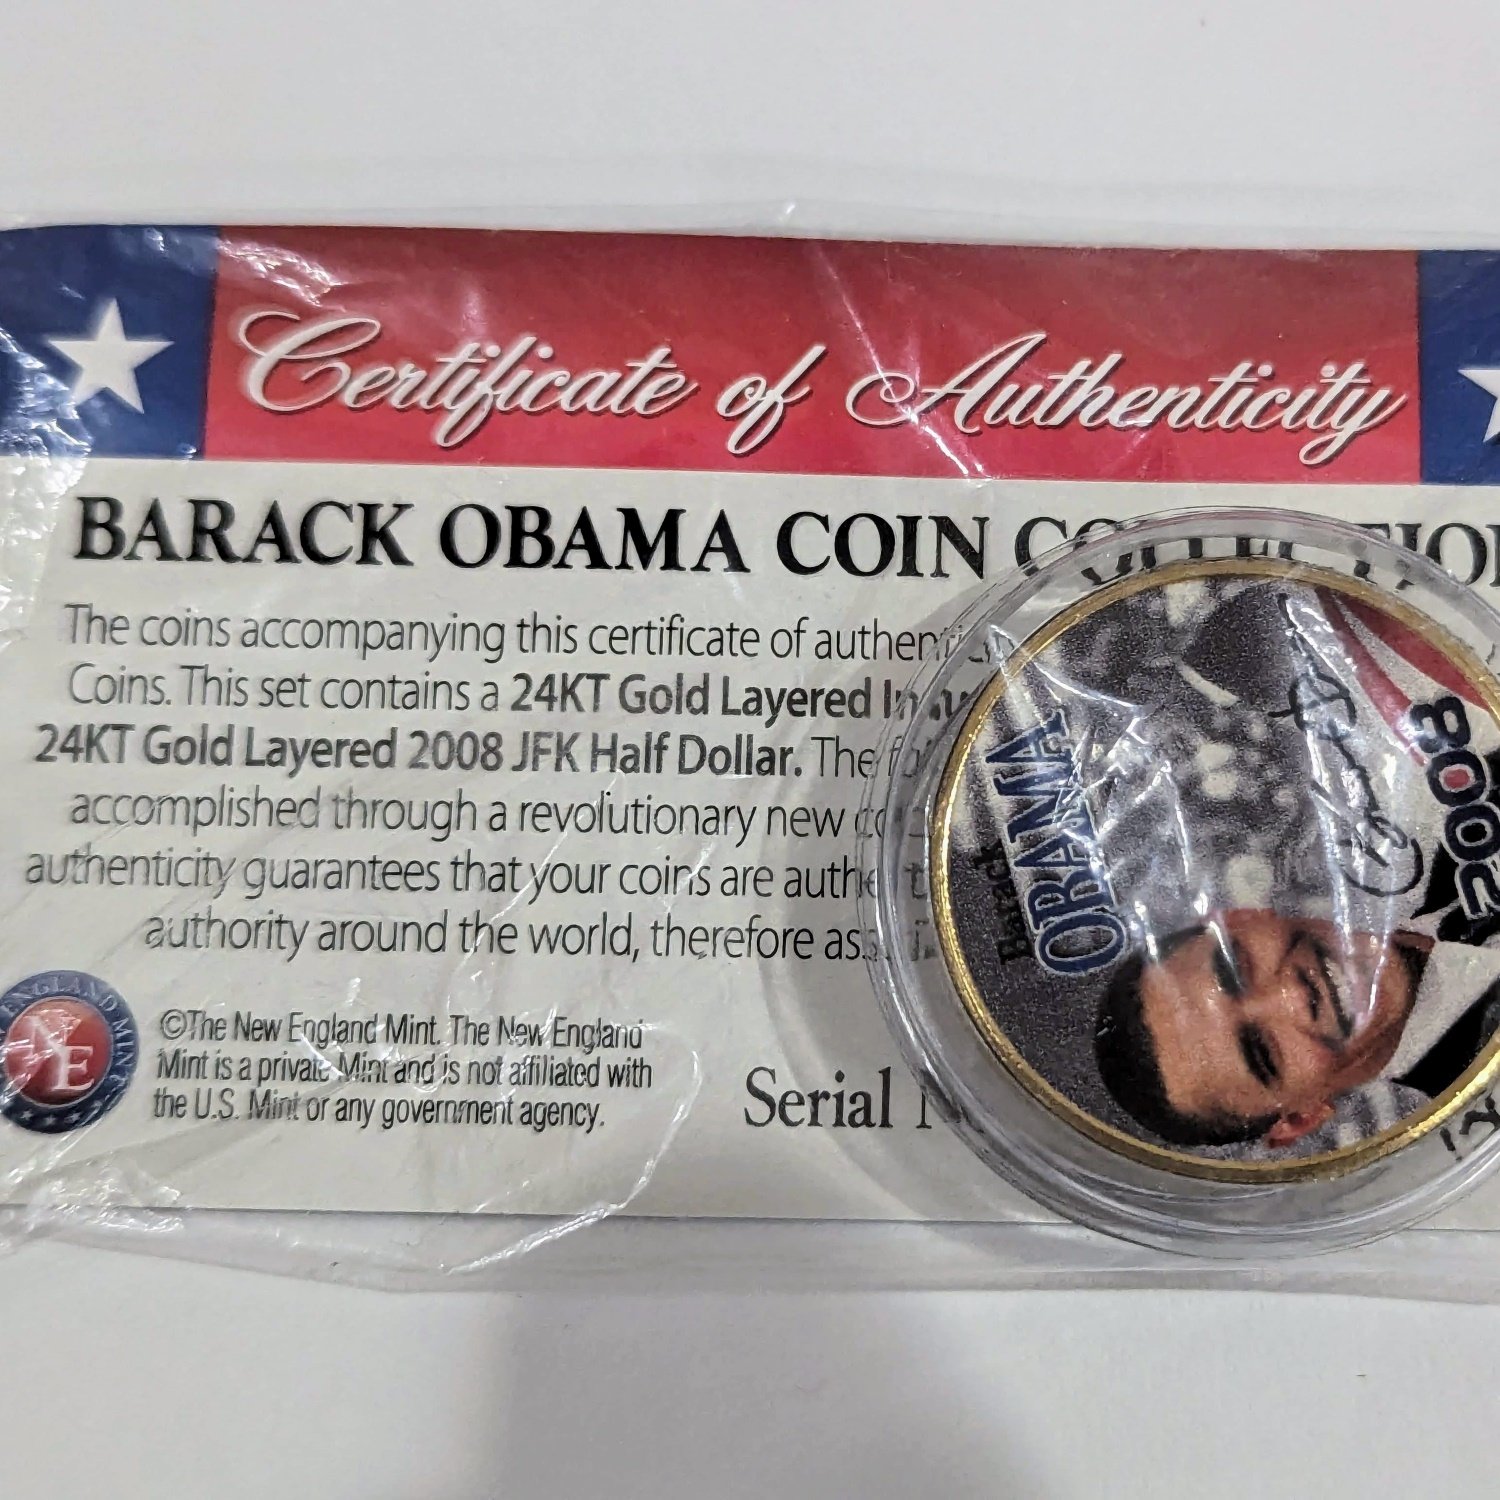 Certificate of Authenticity
BARACK OBAMA COIN
The coins accompanying this certificate of
Coins. This set contains a 24KT Gold Layered
24KT Gold Layered 2008 JFK Half Dollar. The
accomplished through a revolutionary new
authenticity guarantees that your coins are
authority around the world, therefore
©The New England Mint. The New England
Mint is a private Mint and is not affiliated with
the U.S. Mint or any government agency.
Serial
NE
Barack
OBAMA
2008